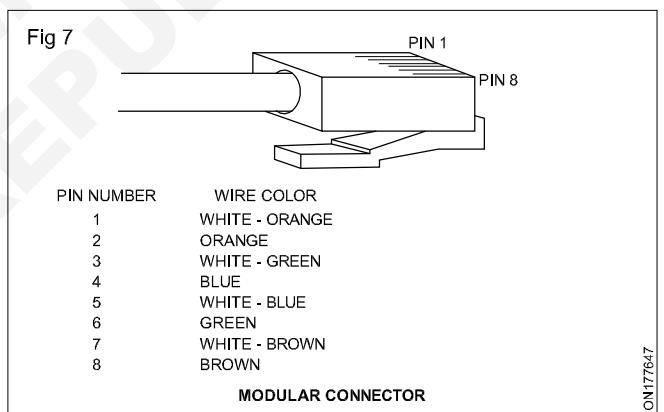 Fig 7
PIN 1
PIN 8
PIN NUMBER WIRE COLOR
1 WHITE - ORANGE
2 ORANGE
3 WHITE - GREEN
4 BLUE
5 WHITE - BLUE
6 GREEN
7 WHITE - BROWN
8 BROWN
MODULAR CONNECTOR
ON177647